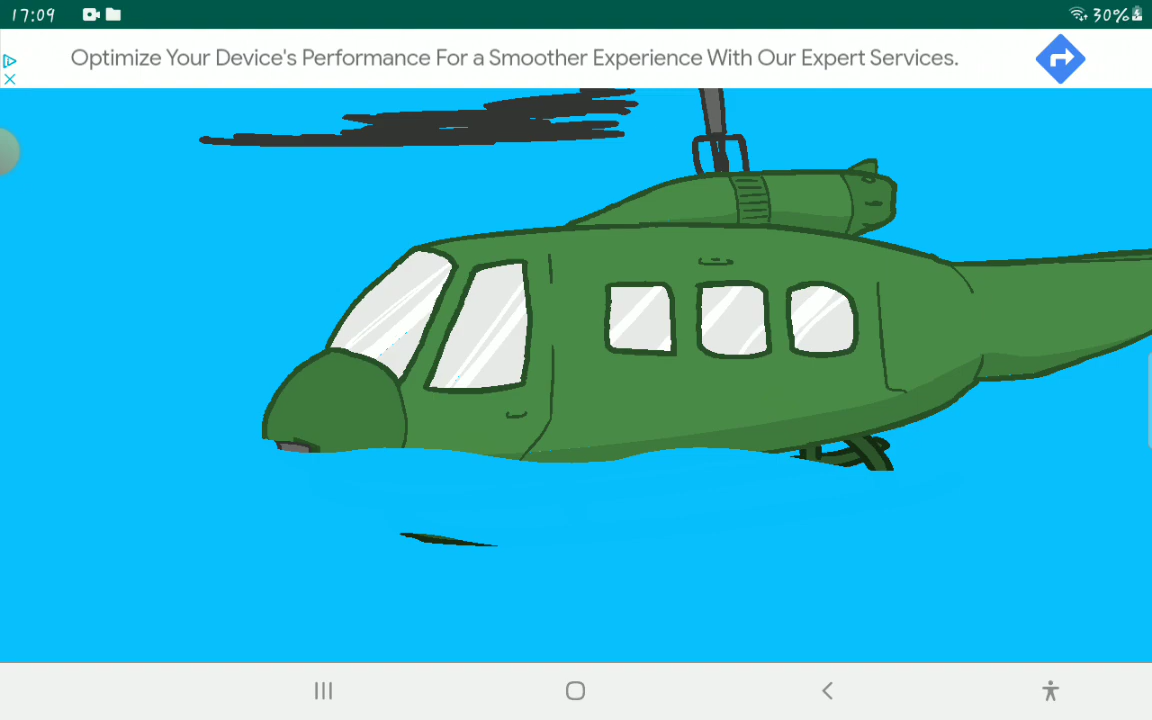 17:09
30%
Optimize Your Device's Performance For a Smoother Experience With Our Expert Services.